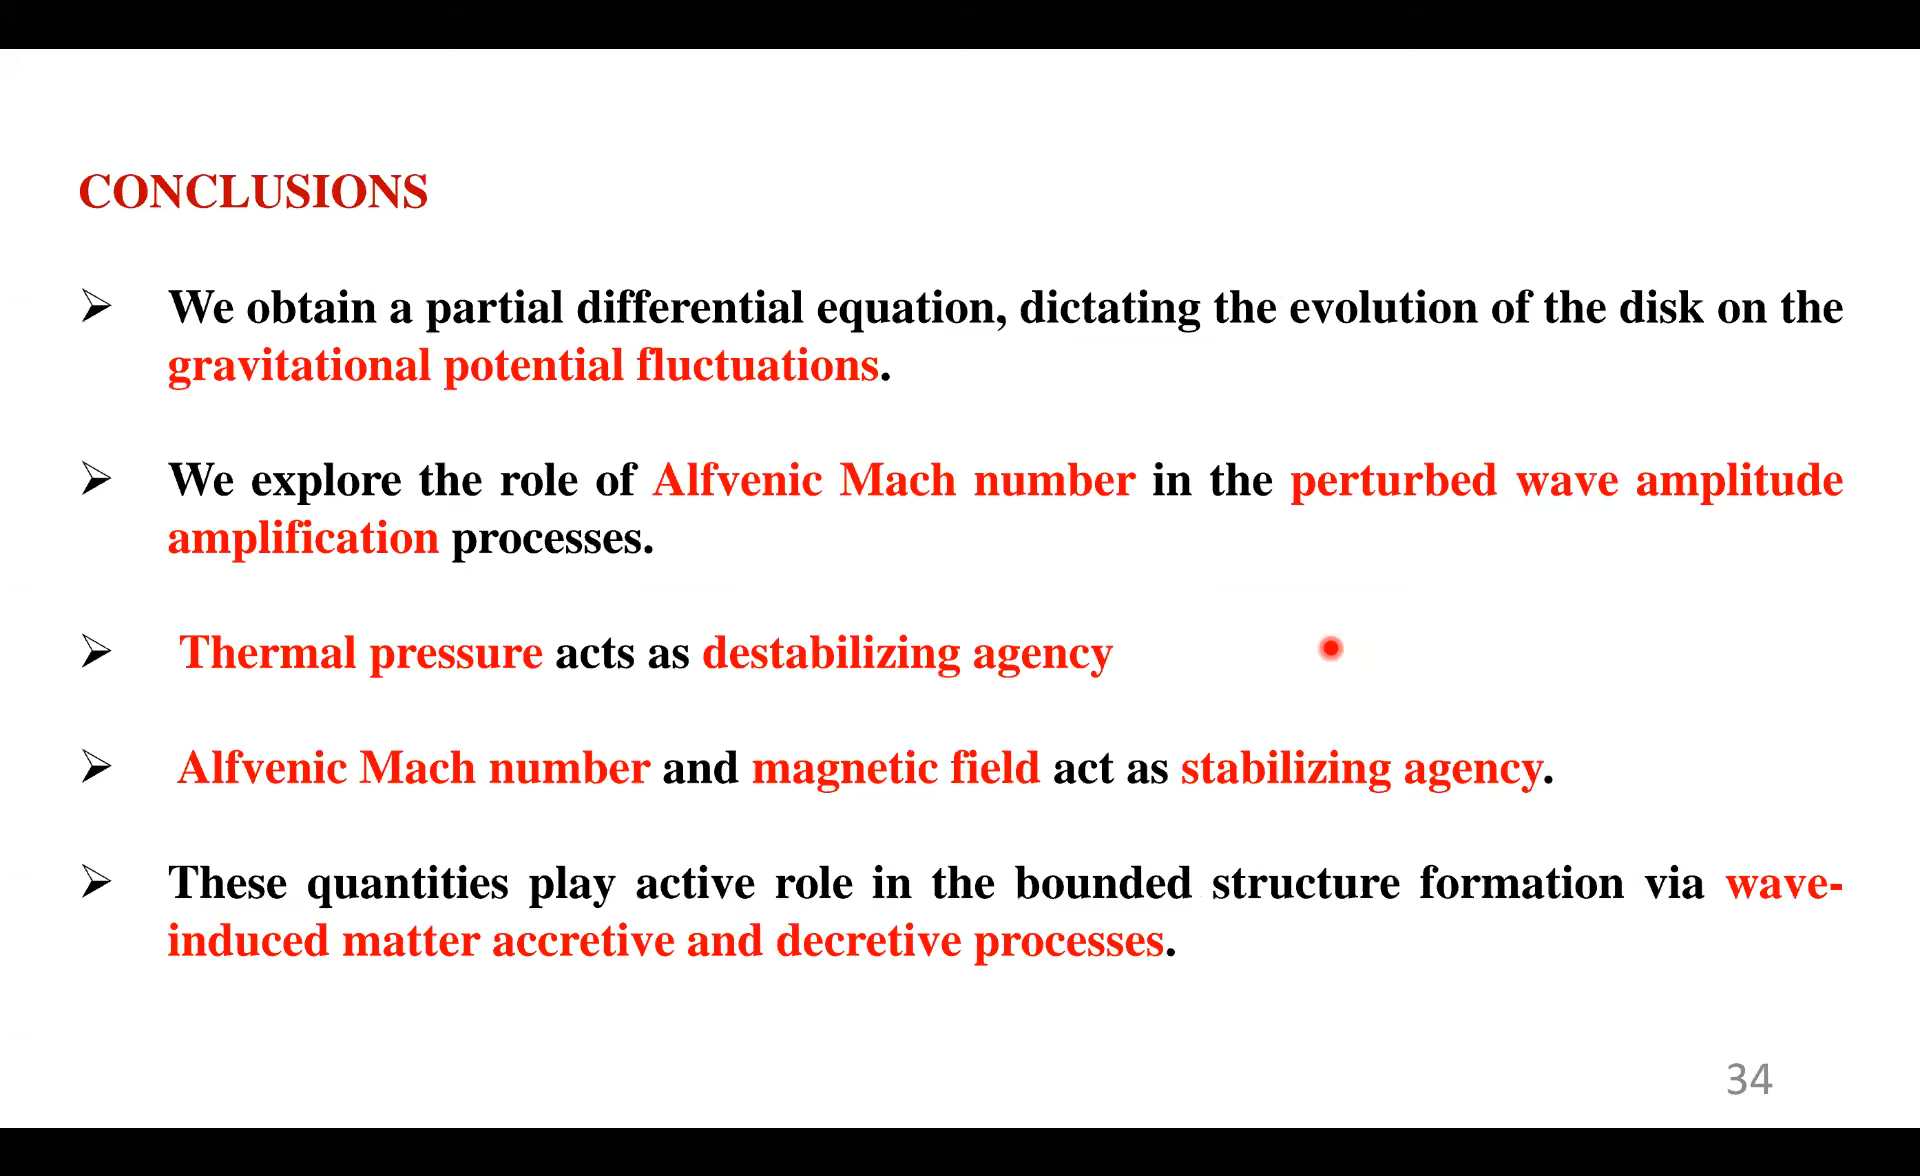 CONCLUSIONS
➢ We obtain a partial differential equation, dictating the evolution of the disk on the
gravitational potential fluctuations.
➢ We explore the role of Alfvenic Mach number in the perturbed wave amplitude
amplification processes.
➢ Thermal pressure acts as destabilizing agency
➢ Alfvenic Mach number and magnetic field act as stabilizing agency.
➢ These quantities play active role in the bounded structure formation via wave-
induced matter accretive and decretive processes.
34